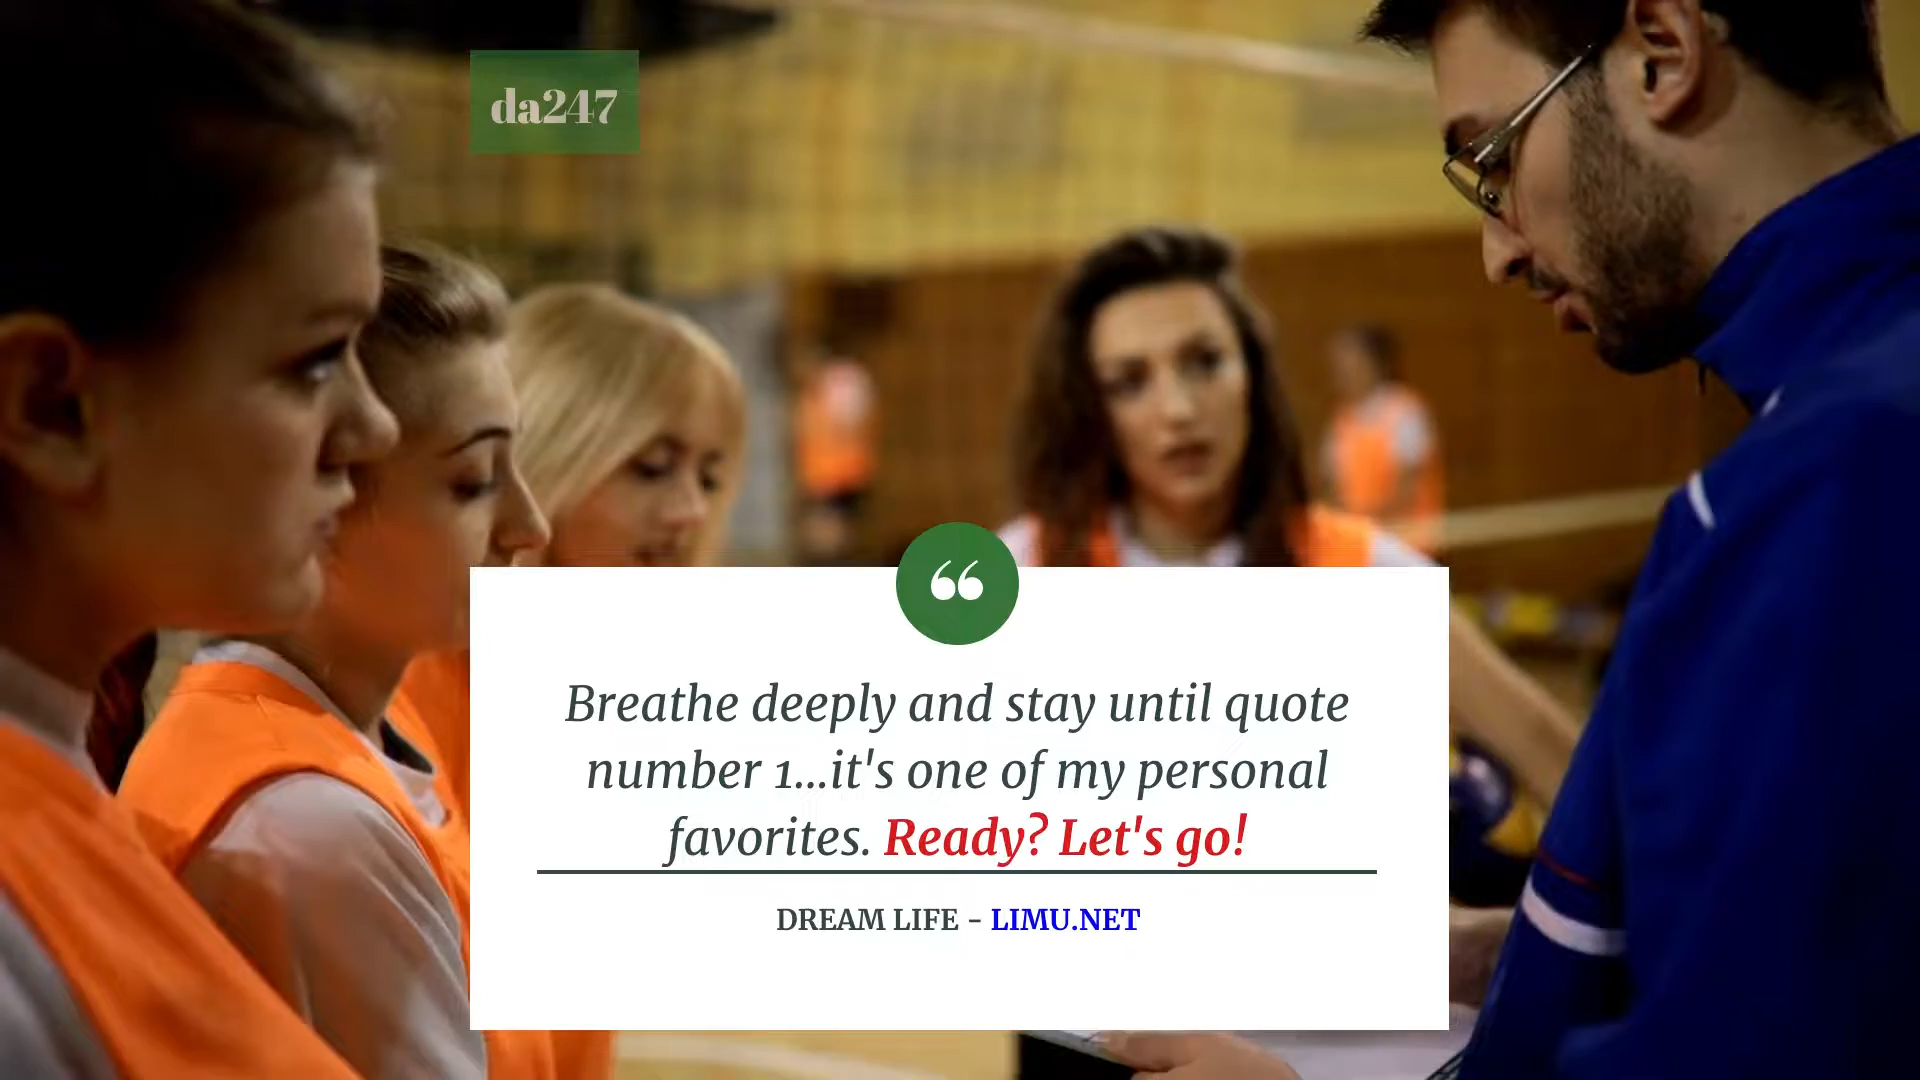 da247
“
Breathe deeply and stay until quote
number 1...it's one of my personal
favorites. Ready? Let's go!
DREAM LIFE - LIMU.NET